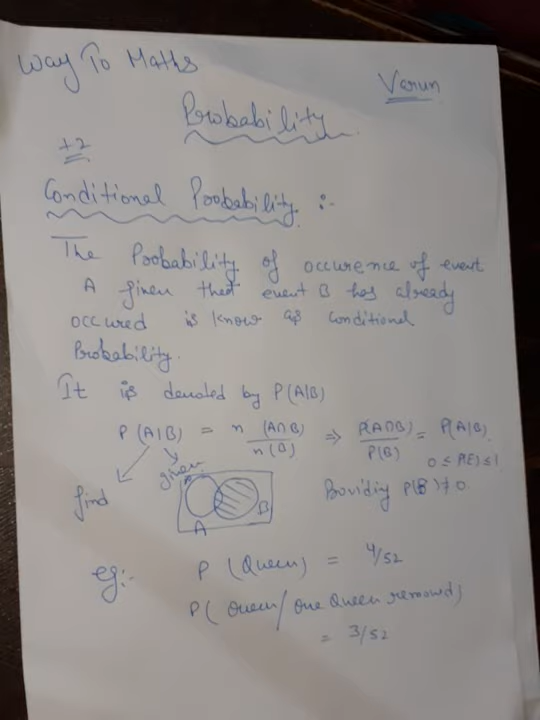 Way To Maths
Varun
Probability
+2
Conditional Probability :-
The Probability of occurence of event
A given that event B has already
occured is know as conditional
Probability.
It is denoted by P(A|B)
P(A|B) = n(A∩B)/n(B) ⇒ P(A∩B)/P(B) = P(A|B)
0 ≤ P(E) ≤ 1
find
given
Providing P(B) ≠ 0
A
B
eg:- P (Queen) = 4/52
P( Queen/one Queen removed)
= 3/52